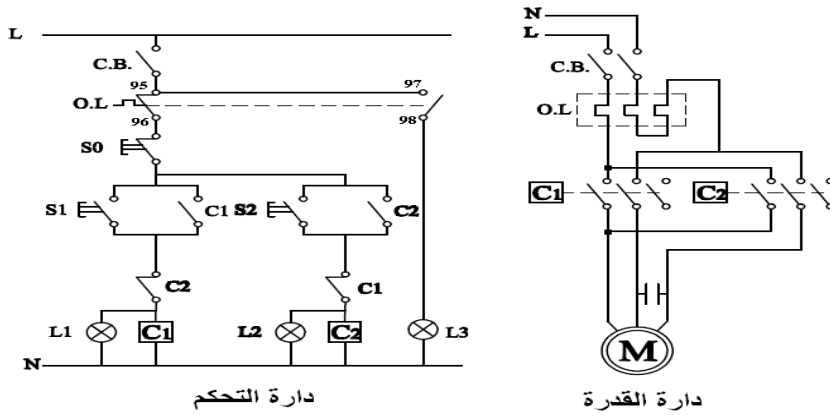 L
C.B.
95 97
O.L
96 98
S0
S1 C1 S2 C2
C2 C1
L1 C1 L2 C2 L3
N
دارة التحكم
N
L
C.B.
O.L
C1 C2
M
دارة القدرة